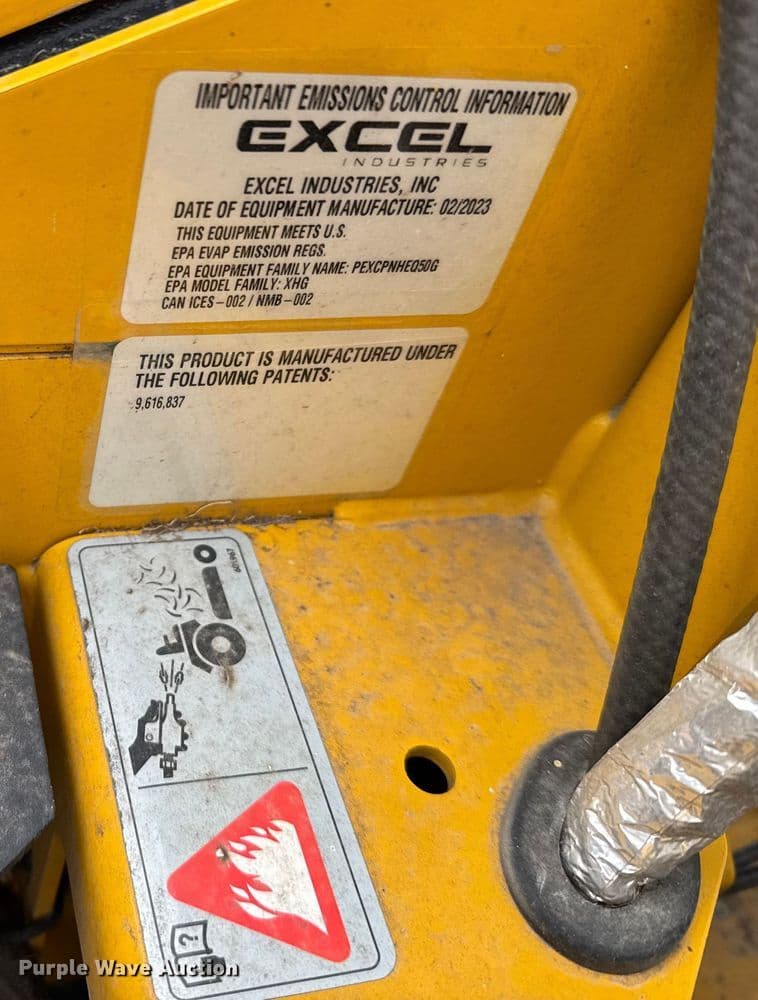 IMPORTANT EMISSIONS CONTROL INFORMATION
EXCEL
INDUSTRIES
EXCEL INDUSTRIES, INC
DATE OF EQUIPMENT MANUFACTURE: 02/2023
THIS EQUIPMENT MEETS U.S.
EPA EVAP EMISSION REGS.
EPA EQUIPMENT FAMILY NAME: PEXCPNHEQ50G
EPA MODEL FAMILY: XHG
CAN ICES-002 / NMB-002
THIS PRODUCT IS MANUFACTURED UNDER
THE FOLLOWING PATENTS:
9,616,837
601967
?
Purple Wave Auction